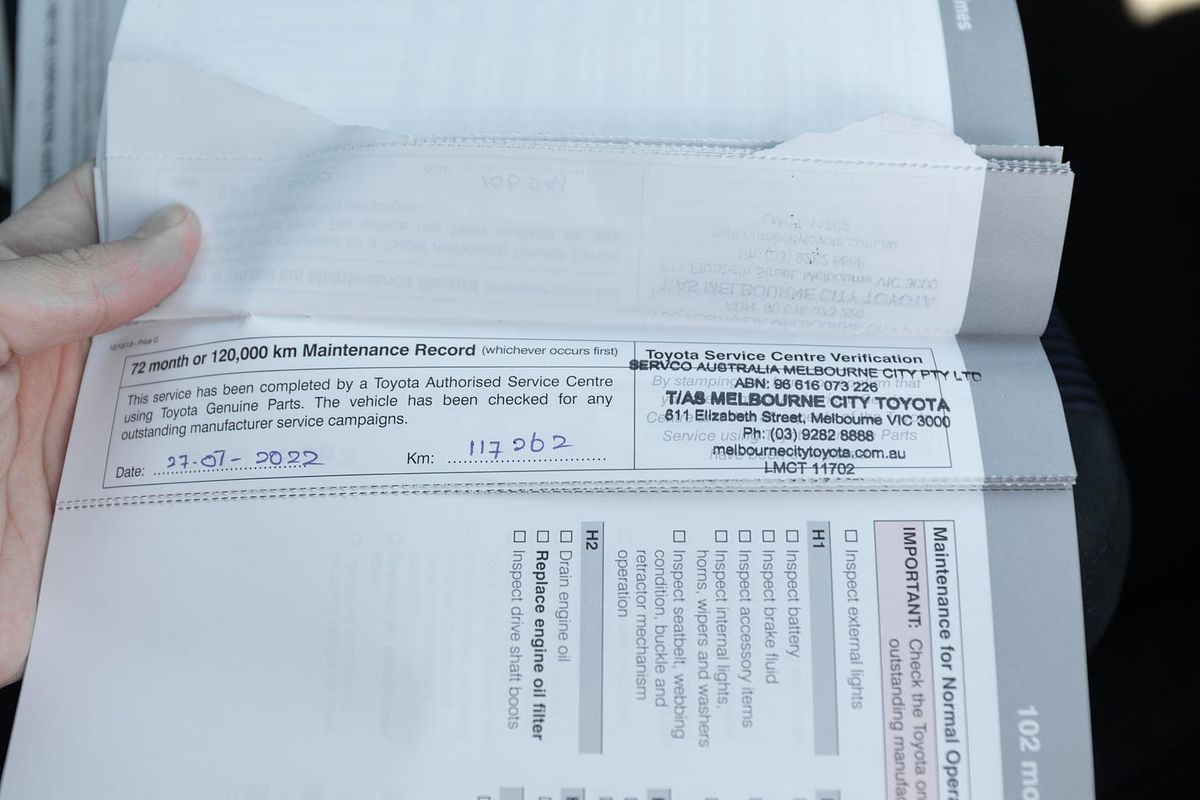 72 month or 120,000 km Maintenance Record (whichever occurs first)
This service has been completed by a Toyota Authorised Service Centre
using Toyota Genuine Parts. The vehicle has been checked for any
outstanding manufacturer service campaigns.
Date: 27-07-2022
Km: 117262
Toyota Service Centre Verification
SERVCO AUSTRALIA MELBOURNE CITY PTY LTD
ABN: 96 616 073 226
T/AS MELBOURNE CITY TOYOTA
611 Elizabeth Street, Melbourne VIC 3000
Ph: (03) 9282 8888
melbournecitytoyota.com.au
LMCT 11702
102 mo
Maintenance for Normal Opera
IMPORTANT: Check the Toyota on
outstanding manufac
☐ Inspect external lights
H1
☐ Inspect battery
☐ Inspect brake fluid
☐ Inspect accessory items
☐ Inspect internal lights,
horns, wipers and washers
☐ Inspect seatbelt, webbing
condition, buckle and
retractor mechanism
operation
H2
☐ Drain engine oil
☐ Replace engine oil filter
☐ Inspect drive shaft boots